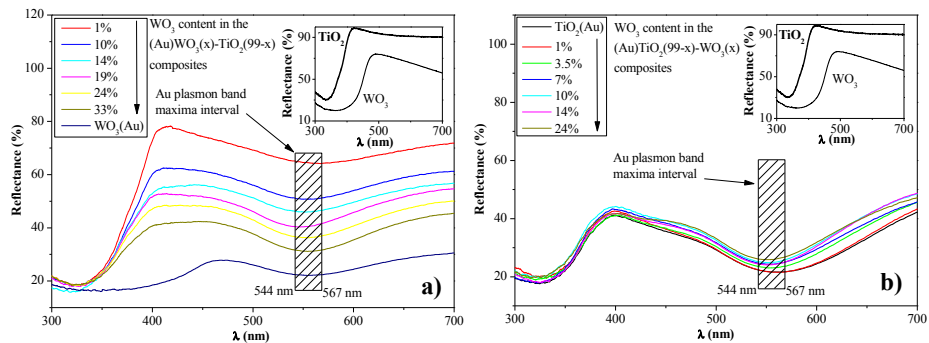 120
100
80
60
40
20
Reflectance (%)
1%
10%
14%
19%
24%
33%
WO3(Au)
WO3 content in the
(Au)WO3(x)-TiO2(99-x)
composites
Au plasmon band
maxima interval
90
50
10
Reflectance (%)
TiO2
WO3
300 500 700
λ (nm)
544 nm
567 nm
a)
300 400 500 600 700
λ (nm)
100
80
60
40
20
Reflectance (%)
TiO2(Au)
1%
3.5%
7%
10%
14%
24%
WO3 content in the
(Au)TiO2(99-x)-WO3(x)
composites
Au plasmon band
maxima interval
90
50
10
Reflectance (%)
TiO2
WO3
300 500 700
λ (nm)
544 nm
567 nm
b)
300 400 500 600 700
λ (nm)